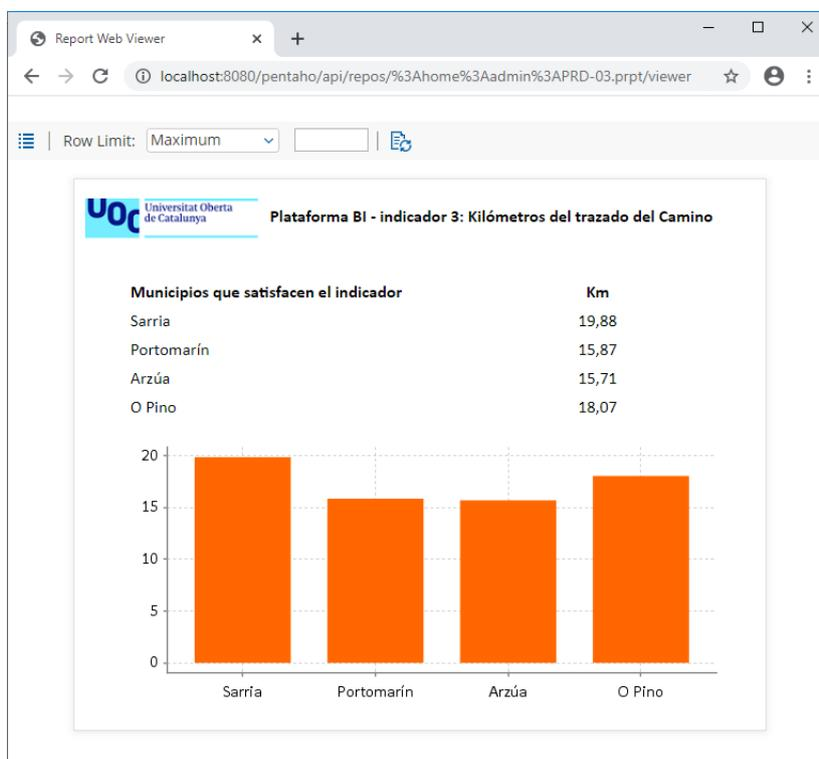 Report Web Viewer
localhost:8080/pentaho/api/repos/%3Ahome%3Aadmin%3APRD-03.prpt/viewer
Row Limit: Maximum
UOC Universitat Oberta
de Catalunya
Plataforma BI - indicador 3: Kilómetros del trazado del Camino
Municipios que satisfacen el indicador Km
Sarria 19,88
Portomarín 15,87
Arzúa 15,71
O Pino 18,07
20
15
10
5
0
Sarria Portomarín Arzúa O Pino